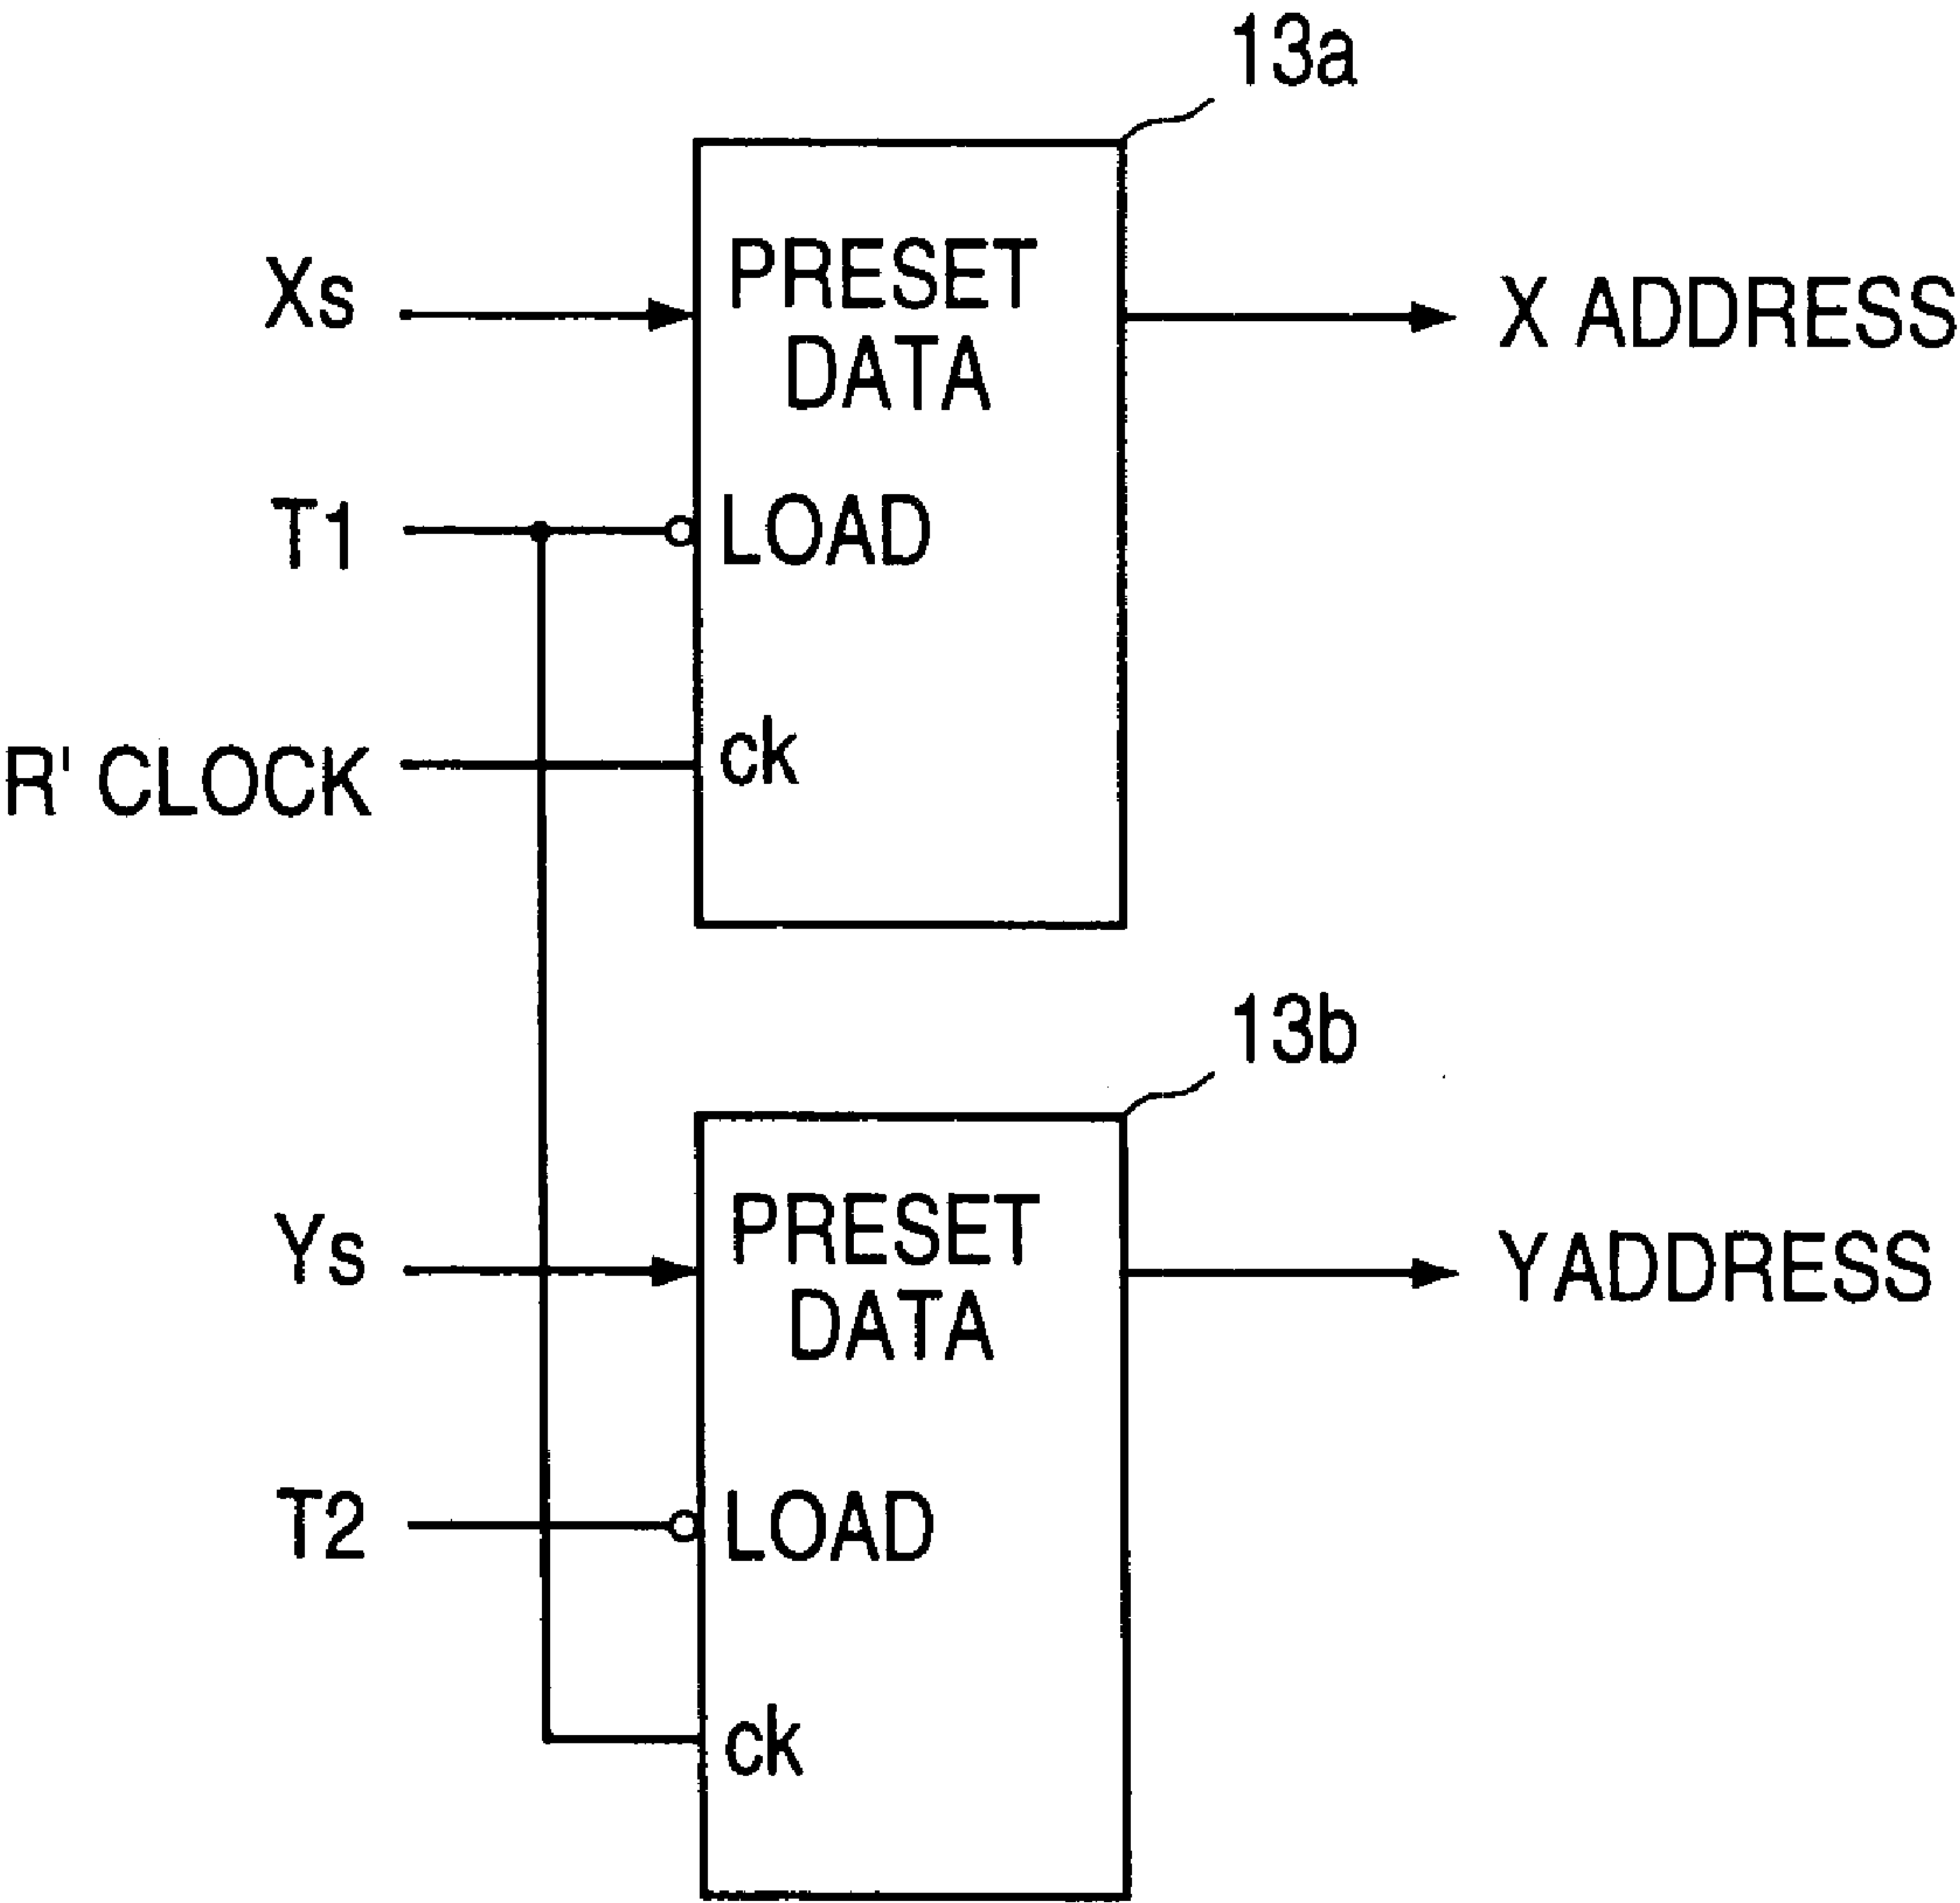 13a
Xs
PRESET
DATA
X ADDRESS
T1
LOAD
R' CLOCK
ck
13b
Ys
PRESET
DATA
YADDRESS
T2
LOAD
ck